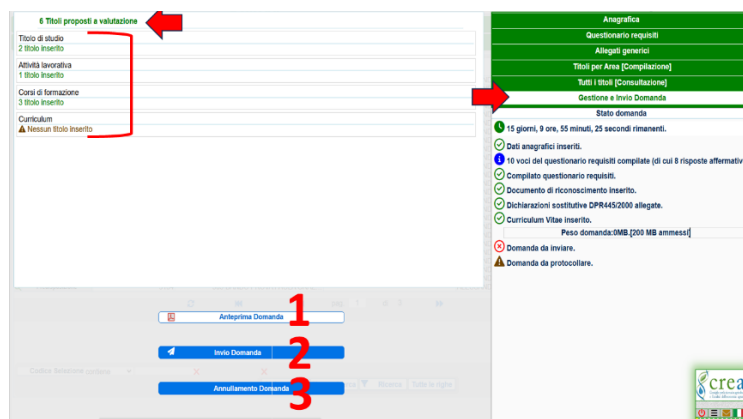 6 Titoli proposti a valutazione
Titolo di studio
2 titolo inserito
Attività lavorativa
1 titolo inserito
Corsi di formazione
3 titolo inserito
Curriculum
Nessun titolo inserito
Anteprima Domanda
1
Invio Domanda
2
Annullamento Domanda
3
Anagrafica
Questionario requisiti
Allegati generici
Titoli per Area [Compilazione]
Tutti i titoli [Consultazione]
Gestione e Invio Domanda
Stato domanda
15 giorni, 9 ore, 55 minuti, 25 secondi rimanenti.
Dati anagrafici inseriti.
10 voci del questionario requisiti compilate (di cui 8 risposte affermativ
Compilato questionario requisiti.
Documento di riconoscimento inserito.
Dichiarazioni sostitutive DPR445/2000 allegate.
Curriculum Vitae inserito.
Peso domanda:0MB.[200 MB ammessi]
Domanda da inviare.
Domanda da protocollare.
crea